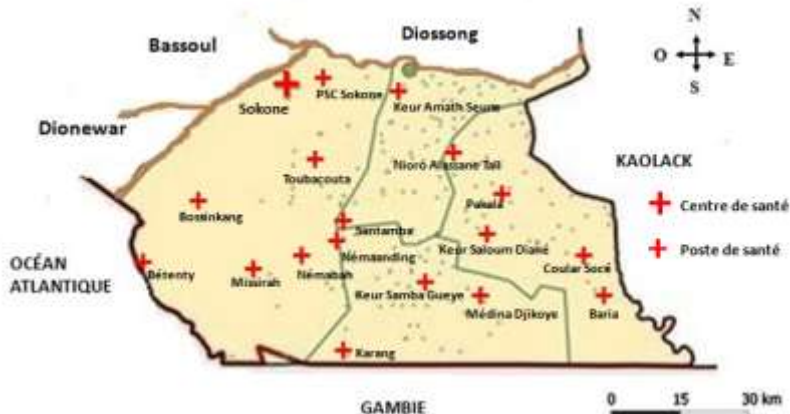 Bassoul
Diossong
N
O E
S
PSC Sokone
Sokone
Keur Amath Seune
Dionewar
Nioro Alassane Tall
KAOLACK
Toubacouta
Pakala
Centre de santé
Bossinkang
Santamba
Némaanding
Keur Saloum Diané
Poste de santé
OCÉAN
ATLANTIQUE
Bétenty
Missirah
Némabah
Coular Socé
Keur Samba Gueye
Médina Djikoye
Baria
Karang
GAMBIE
0 15 30 km